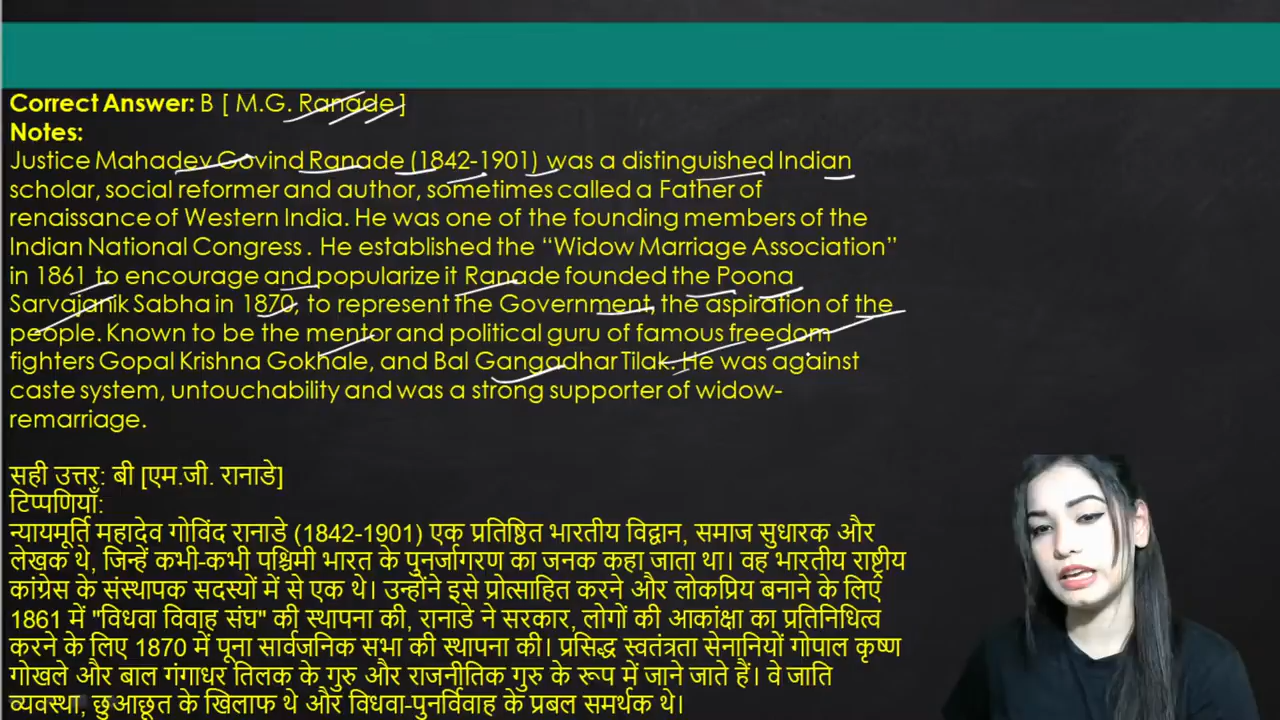 Correct Answer: B [ M.G. Ranade ]
Notes:
Justice Mahadev Govind Ranade (1842-1901) was a distinguished Indian
scholar, social reformer and author, sometimes called a Father of
renaissance of Western India. He was one of the founding members of the
Indian National Congress . He established the “Widow Marriage Association”
in 1861 to encourage and popularize it Ranade founded the Poona
Sarvajanik Sabha in 1870, to represent the Government, the aspiration of the
people. Known to be the mentor and political guru of famous freedom
fighters Gopal Krishna Gokhale, and Bal Gangadhar Tilak. He was against
caste system, untouchability and was a strong supporter of widow-
remarriage.
सही उत्तर: बी [एम.जी. रानाडे]
टिप्पणियाँ:
न्यायमूर्ति महादेव गोविंद रानाडे (1842-1901) एक प्रतिष्ठित भारतीय विद्वान, समाज सुधारक और
लेखक थे, जिन्हें कभी-कभी पश्चिमी भारत के पुनर्जागरण का जनक कहा जाता था। वह भारतीय राष्ट्रीय
कांग्रेस के संस्थापक सदस्यों में से एक थे। उन्होंने इसे प्रोत्साहित करने और लोकप्रिय बनाने के लिए
1861 में "विधवा विवाह संघ" की स्थापना की, रानाडे ने सरकार, लोगों की आकांक्षा का प्रतिनिधित्व
करने के लिए 1870 में पूना सार्वजनिक सभा की स्थापना की। प्रसिद्ध स्वतंत्रता सेनानियों गोपाल कृष्ण
गोखले और बाल गंगाधर तिलक के गुरु और राजनीतिक गुरु के रूप में जाने जाते हैं। वे जाति
व्यवस्था, छुआछूत के खिलाफ थे और विधवा-पुनर्विवाह के प्रबल समर्थक थे।